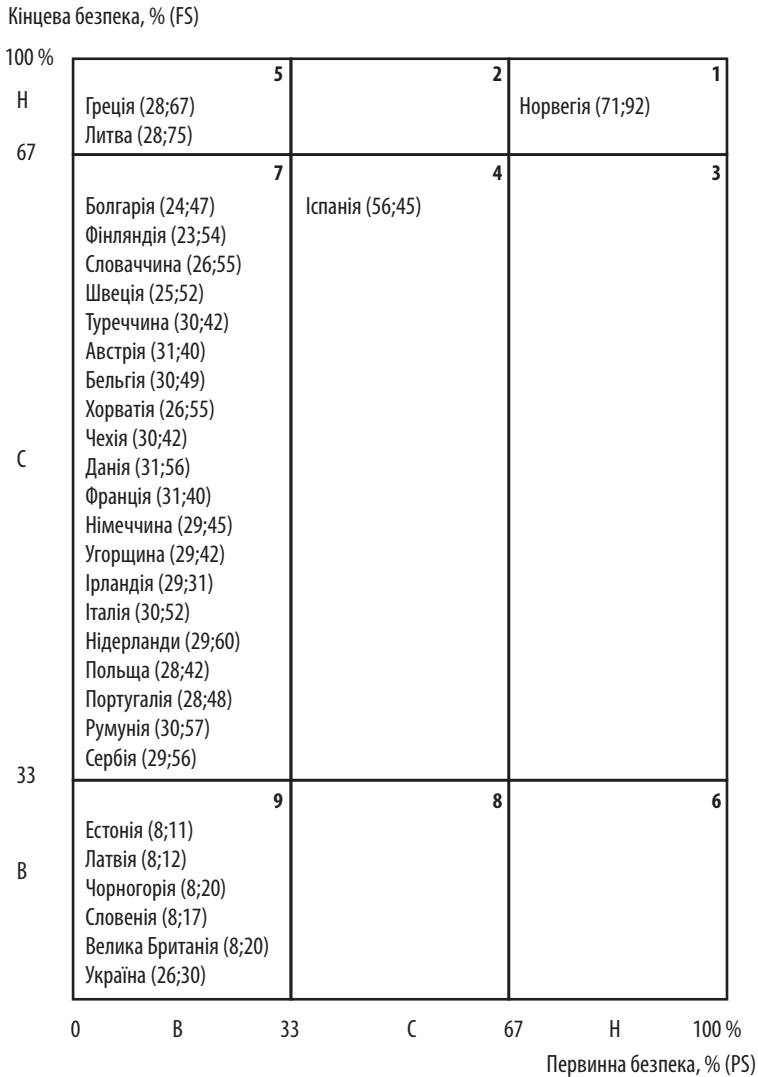 Кінцева безпека, % (FS)
100 %
5
2
1
Н
Греція (28;67)
Норвегія (71;92)
Литва (28;75)
67
7
4
3
Болгарія (24;47)
Іспанія (56;45)
Фінляндія (23;54)
Словаччина (26;55)
Швеція (25;52)
Туреччина (30;42)
Австрія (31;40)
Бельгія (30;49)
Хорватія (26;55)
Чехія (30;42)
С
Данія (31;56)
Франція (31;40)
Німеччина (29;45)
Угорщина (29;42)
Ірландія (29;31)
Італія (30;52)
Нідерланди (29;60)
Польща (28;42)
Португалія (28;48)
Румунія (30;57)
Сербія (29;56)
33
9
8
6
Естонія (8;11)
Латвія (8;12)
В
Чорногорія (8;20)
Словенія (8;17)
Велика Британія (8;20)
Україна (26;30)
0 В 33 С 67 Н 100 %
Первинна безпека, % (PS)